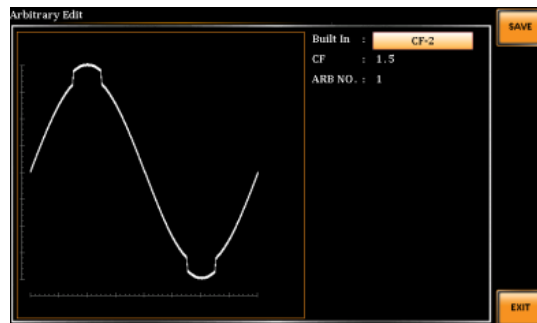 Arbitrary Edit
Built In : CF-2
CF : 1.5
ARB NO. : 1
SAVE
EXIT